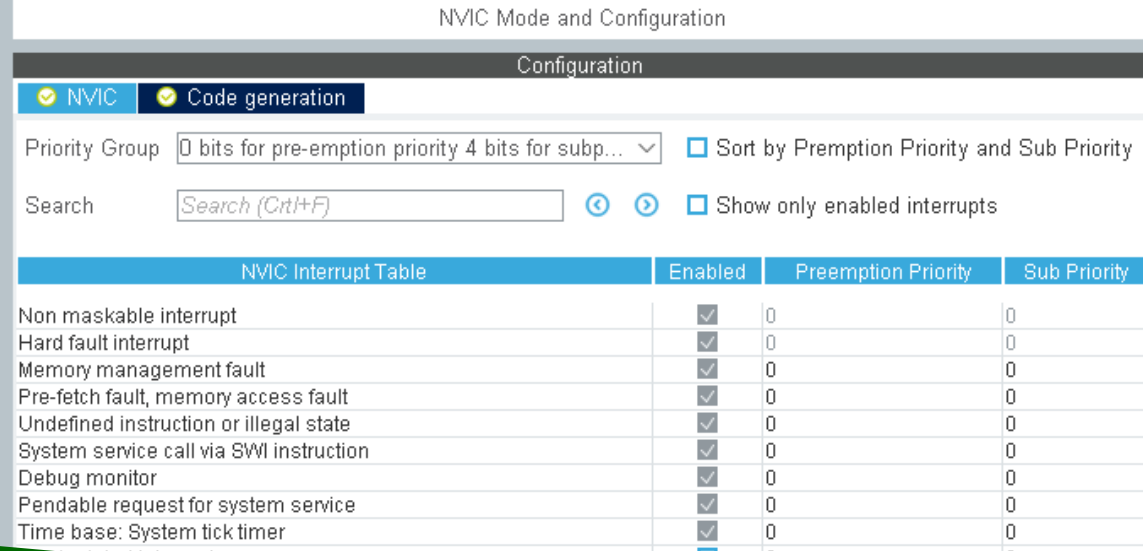 NVIC Mode and Configuration
Configuration
NVIC Code generation
Priority Group 0 bits for pre-emption priority 4 bits for subp... Sort by Premption Priority and Sub Priority
Search Search (Crtl+F) Show only enabled interrupts
NVIC Interrupt Table Enabled Preemption Priority Sub Priority
Non maskable interrupt 0 0
Hard fault interrupt 0 0
Memory management fault 0 0
Pre-fetch fault, memory access fault 0 0
Undefined instruction or illegal state 0 0
System service call via SWI instruction 0 0
Debug monitor 0 0
Pendable request for system service 0 0
Time base: System tick timer 0 0